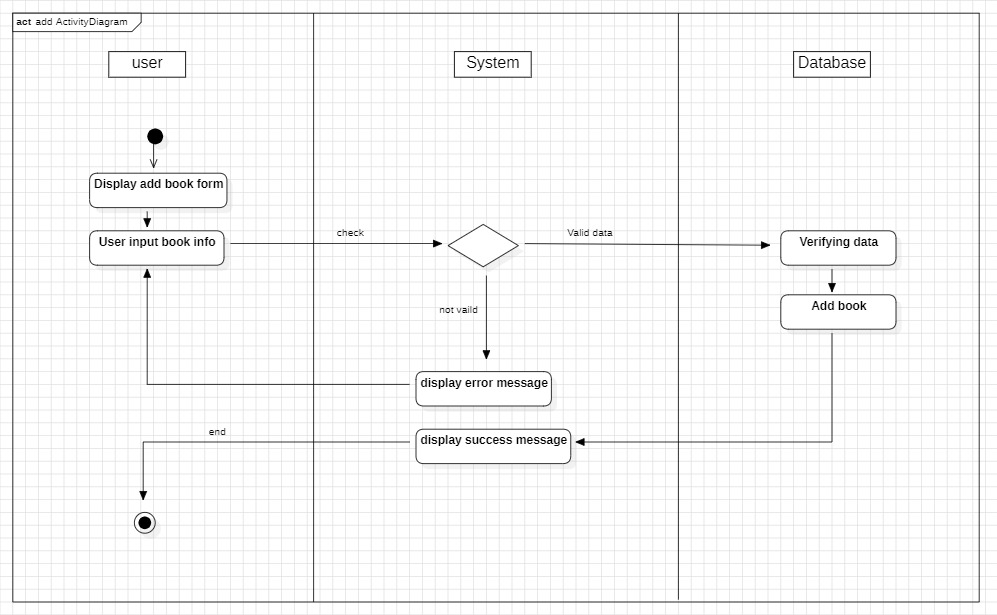 act add ActivityDiagram
user
System
Database
Display add book form
User input book info
check
Valid data
Verifying data
Add book
not vaild
display error message
display success message
end